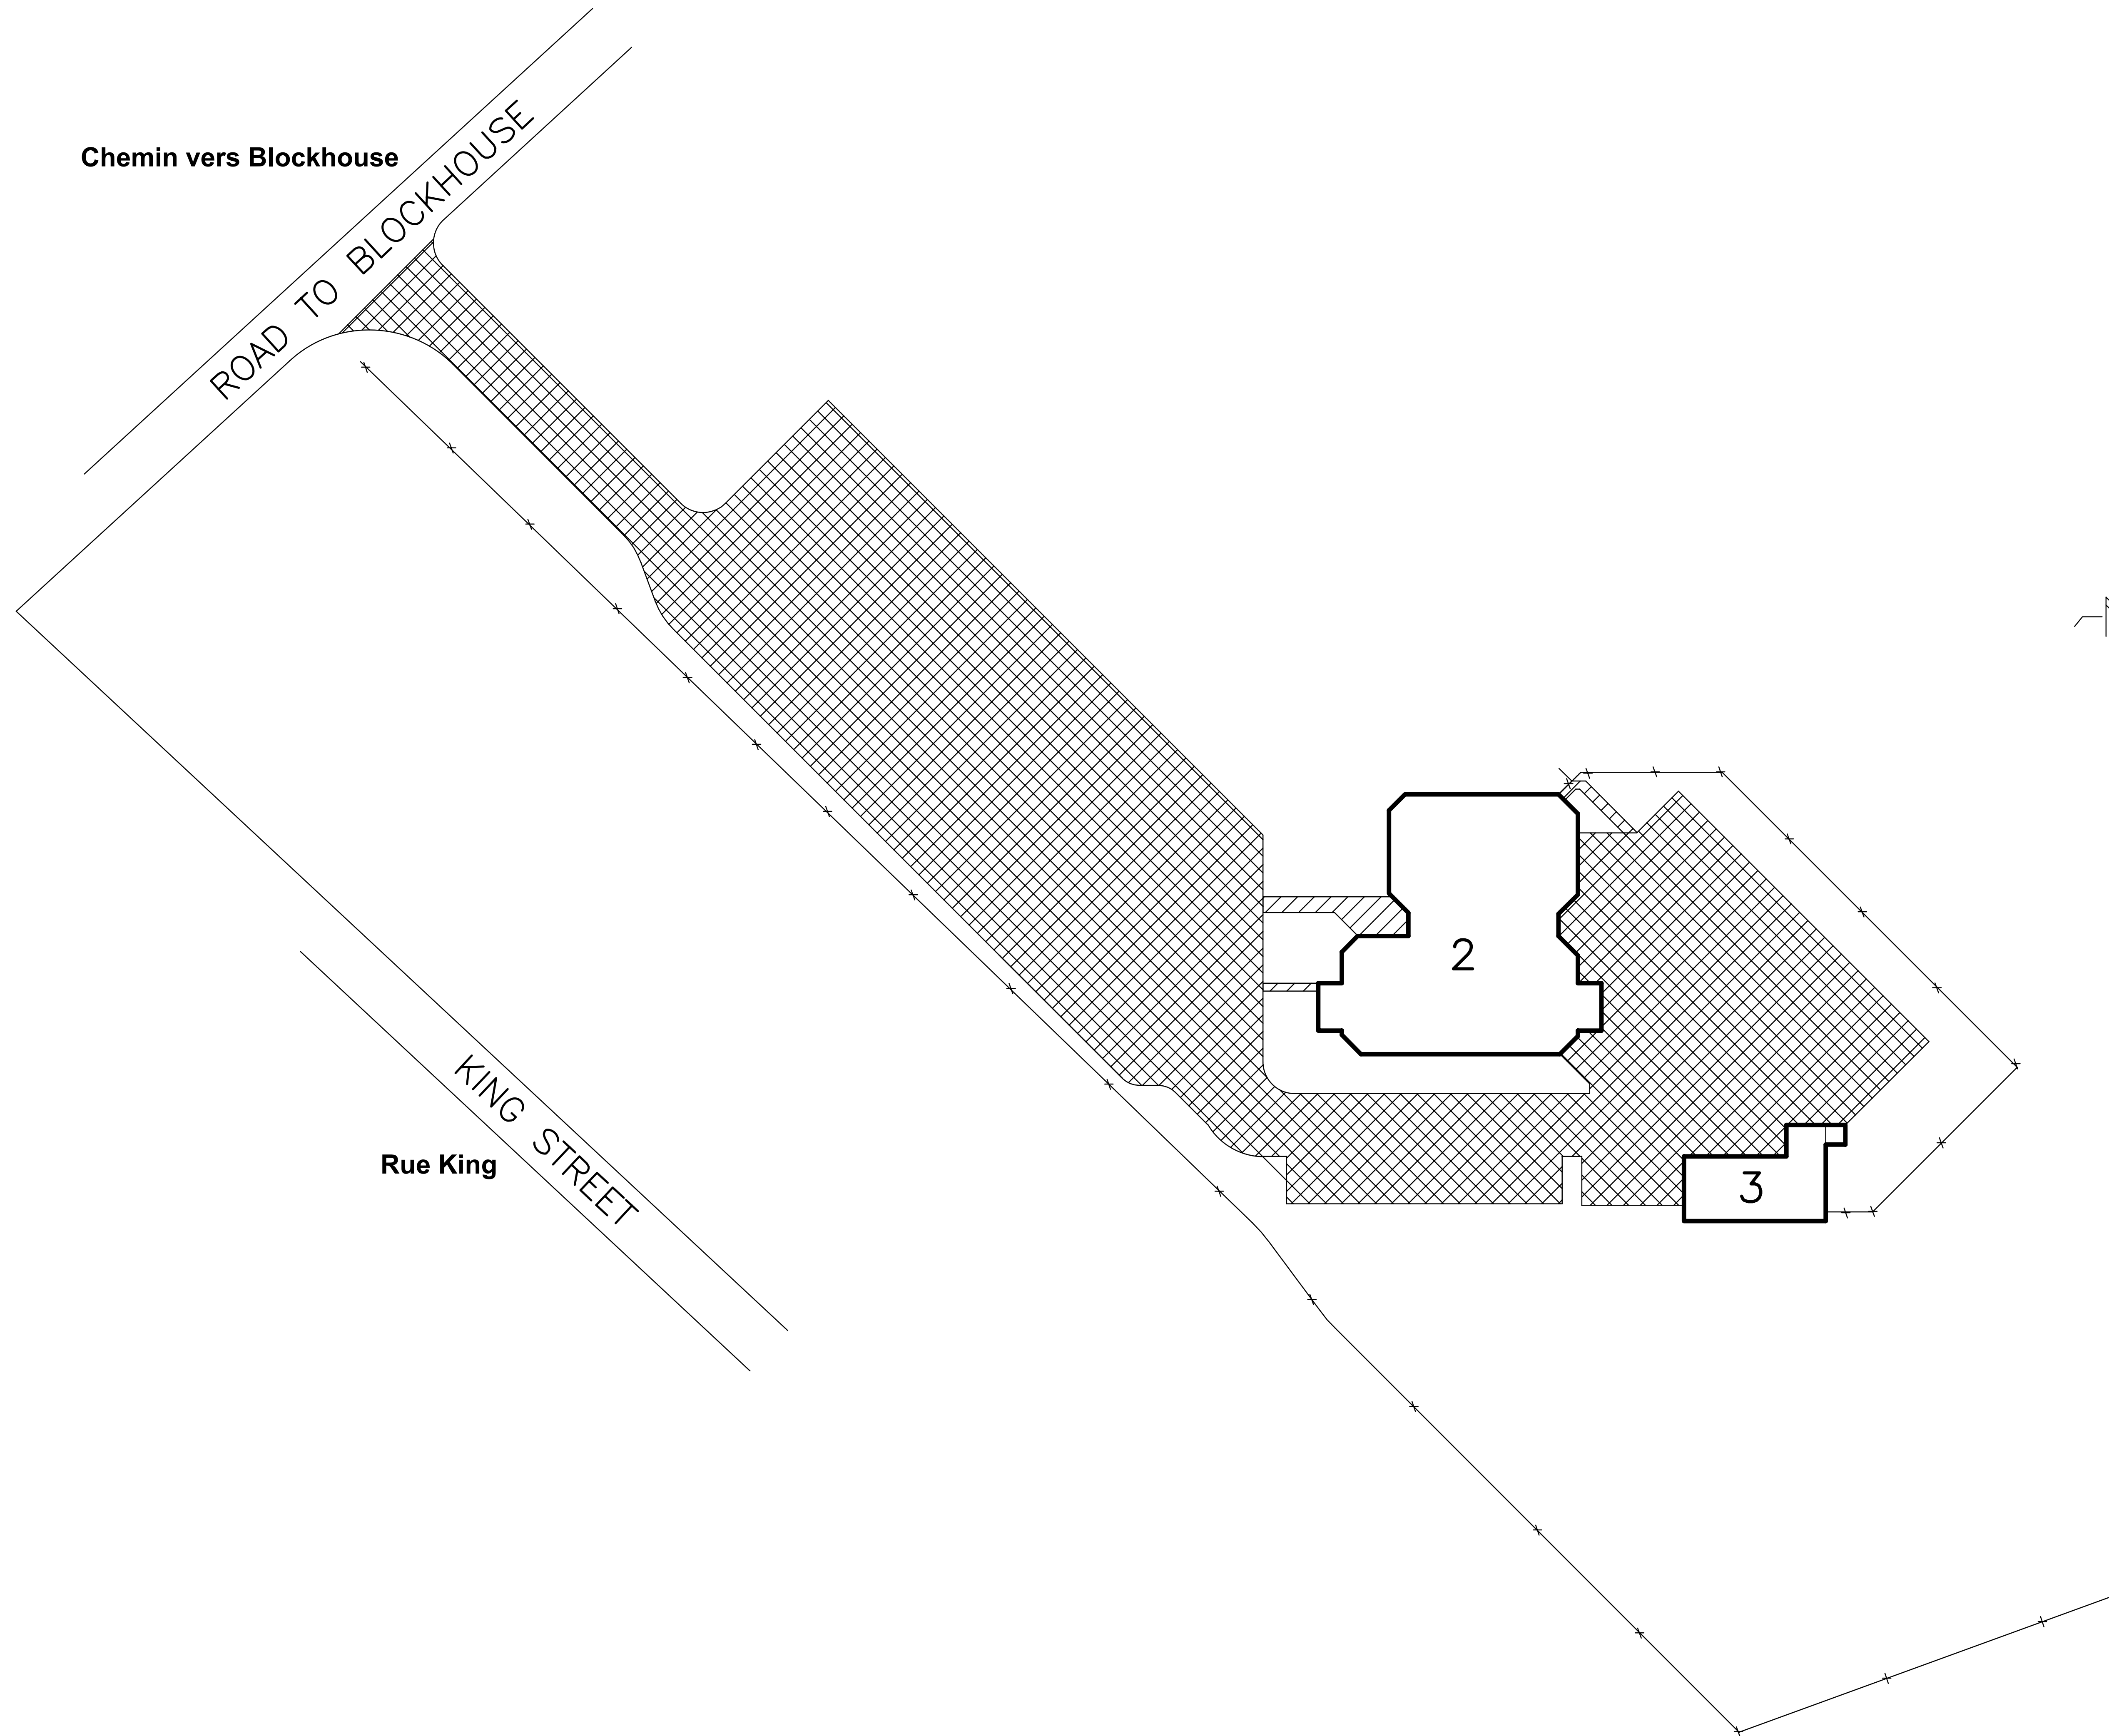 Chemin vers Blockhouse
ROAD TO BLOCKHOUSE
2
KING STREET
Rue King
3